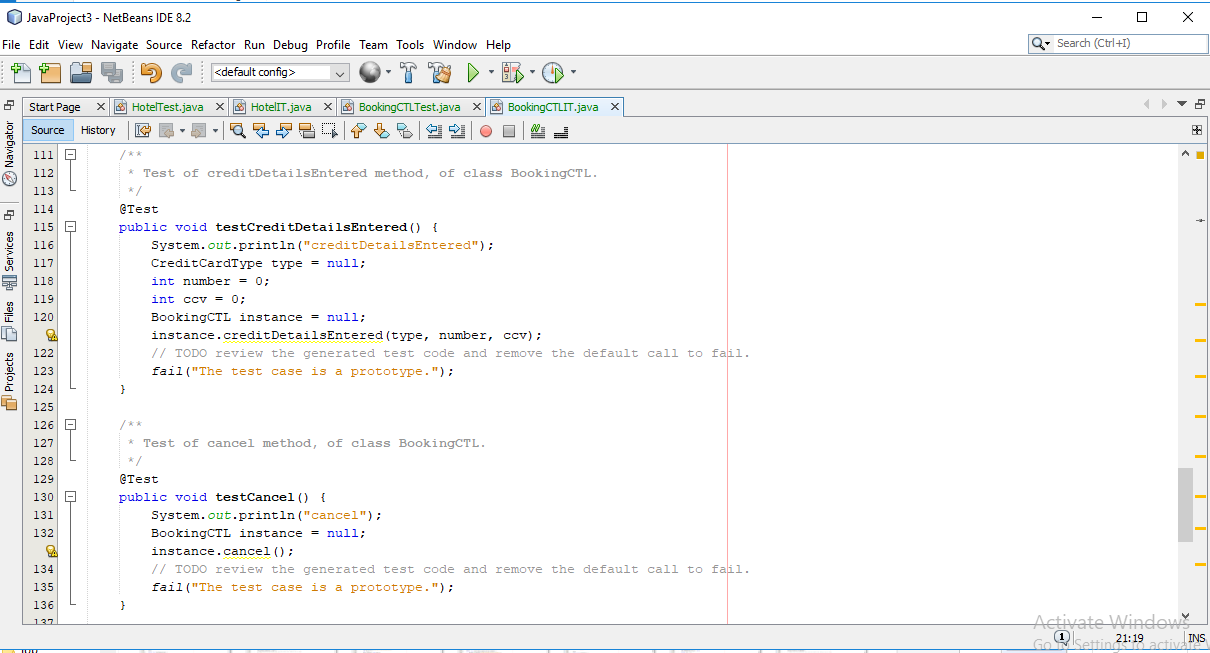 JavaProject3 - NetBeans IDE 8.2
File Edit View Navigate Source Refactor Run Debug Profile Team Tools Window Help
Search (Ctrl+I)
<default config>
Start Page HotelTest.java HotelIT.java BookingCTLTest.java BookingCTLIT.java
Source History
Navigator
Services
Files
Projects
111 /**
112 * Test of creditDetailsEntered method, of class BookingCTL.
113 */
114 @Test
115 public void testCreditDetailsEntered() {
116 System.out.println("creditDetailsEntered");
117 CreditCardType type = null;
118 int number = 0;
119 int ccv = 0;
120 BookingCTL instance = null;
instance.creditDetailsEntered(type, number, ccv);
122 // TODO review the generated test code and remove the default call to fail.
123 fail("The test case is a prototype.");
124 }
125
126 /**
127 * Test of cancel method, of class BookingCTL.
128 */
129 @Test
130 public void testCancel() {
131 System.out.println("cancel");
132 BookingCTL instance = null;
instance.cancel();
134 // TODO review the generated test code and remove the default call to fail.
135 fail("The test case is a prototype.");
136 }
137
Activate Windows
1 21:19 INS
Go to Settings to activate